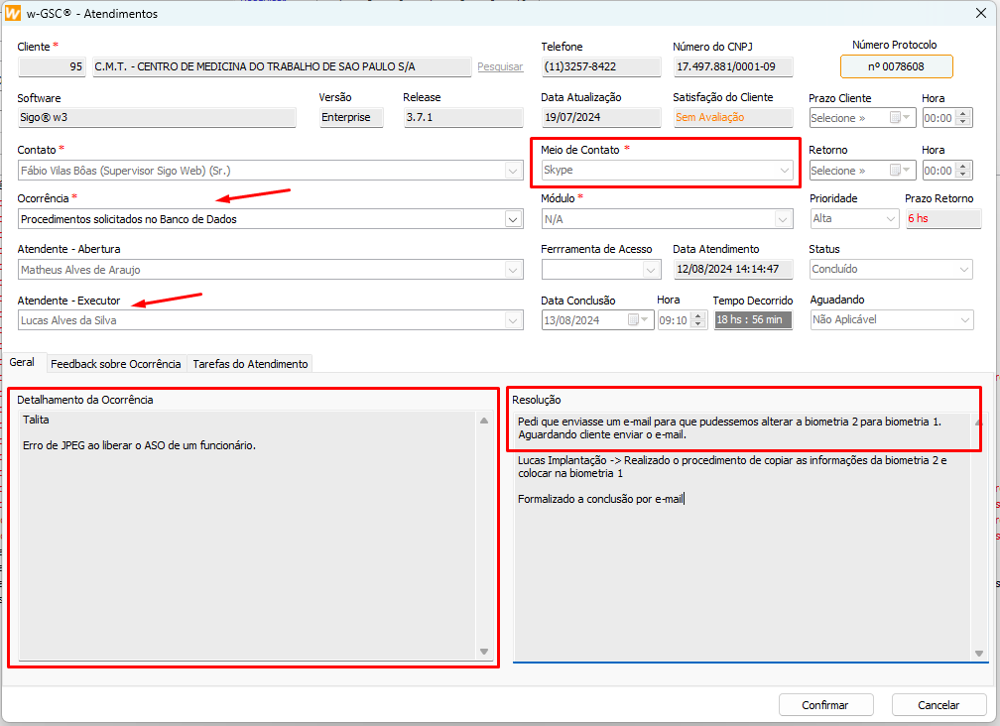 w-GSC® - Atendimentos
Cliente *
95
C.M.T. - CENTRO DE MEDICINA DO TRABALHO DE SAO PAULO S/A
Pesquisar
Telefone
(11)3257-8422
Número do CNPJ
17.497.881/0001-09
Número Protocolo
nº 0078608
Software
Sigo® w3
Versão
Enterprise
Release
3.7.1
Data Atualização
19/07/2024
Satisfação do Cliente
Sem Avaliação
Prazo Cliente
Selecione »
Hora
00:00
Contato *
Fábio Vilas Bôas (Supervisor Sigo Web) (Sr.)
Meio de Contato *
Skype
Retorno
Selecione »
Hora
00:00
Ocorrência *
Procedimentos solicitados no Banco de Dados
Módulo *
N/A
Prioridade
Alta
Prazo Retorno
6 hs
Atendente - Abertura
Matheus Alves de Araujo
Ferrramenta de Acesso
Data Atendimento
12/08/2024 14:14:47
Status
Concluído
Atendente - Executor
Lucas Alves da Silva
Data Conclusão
13/08/2024
Hora
09:10
Tempo Decorrido
18 hs : 56 min
Aguadando
Não Aplicável
Geral
Feedback sobre Ocorrência
Tarefas do Atendimento
Detalhamento da Ocorrência
Talita
Erro de JPEG ao liberar o ASO de um funcionário.
Resolução
Pedi que enviasse um e-mail para que pudessemos alterar a biometria 2 para biometria 1.
Aguardando cliente enviar o e-mail.
Lucas Implantação -> Realizado o procedimento de copiar as informações da biometria 2 e
colocar na biometria 1
Formalizado a conclusão por e-mail
Confirmar
Cancelar